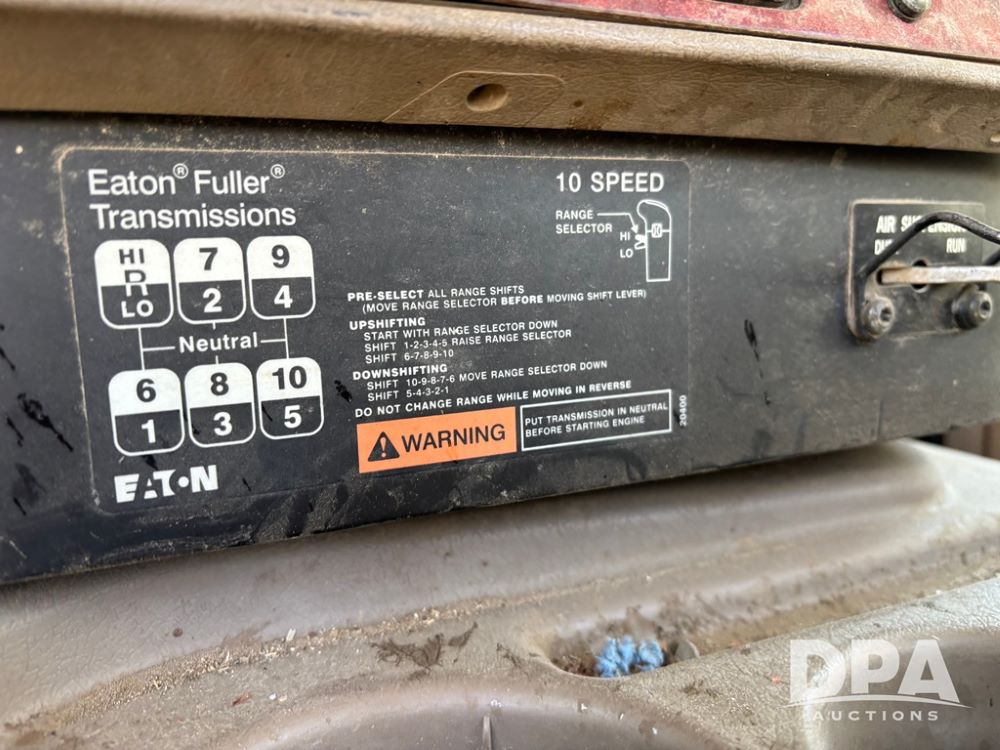 Eaton® Fuller®
Transmissions
10 SPEED
RANGE
SELECTOR
HI
LO
HI
R
LO
7
2
9
4
Neutral
6
1
8
3
10
5
PRE-SELECT ALL RANGE SHIFTS
(MOVE RANGE SELECTOR BEFORE MOVING SHIFT LEVER)
UPSHIFTING
START WITH RANGE SELECTOR DOWN
SHIFT 1-2-3-4-5 RAISE RANGE SELECTOR
SHIFT 6-7-8-9-10
DOWNSHIFTING
SHIFT 10-9-8-7-6 MOVE RANGE SELECTOR DOWN
SHIFT 5-4-3-2-1
DO NOT CHANGE RANGE WHILE MOVING IN REVERSE
WARNING
PUT TRANSMISSION IN NEUTRAL
BEFORE STARTING ENGINE
20400
EATON
AIR SUSPENSION
RUN
DPA
AUCTIONS